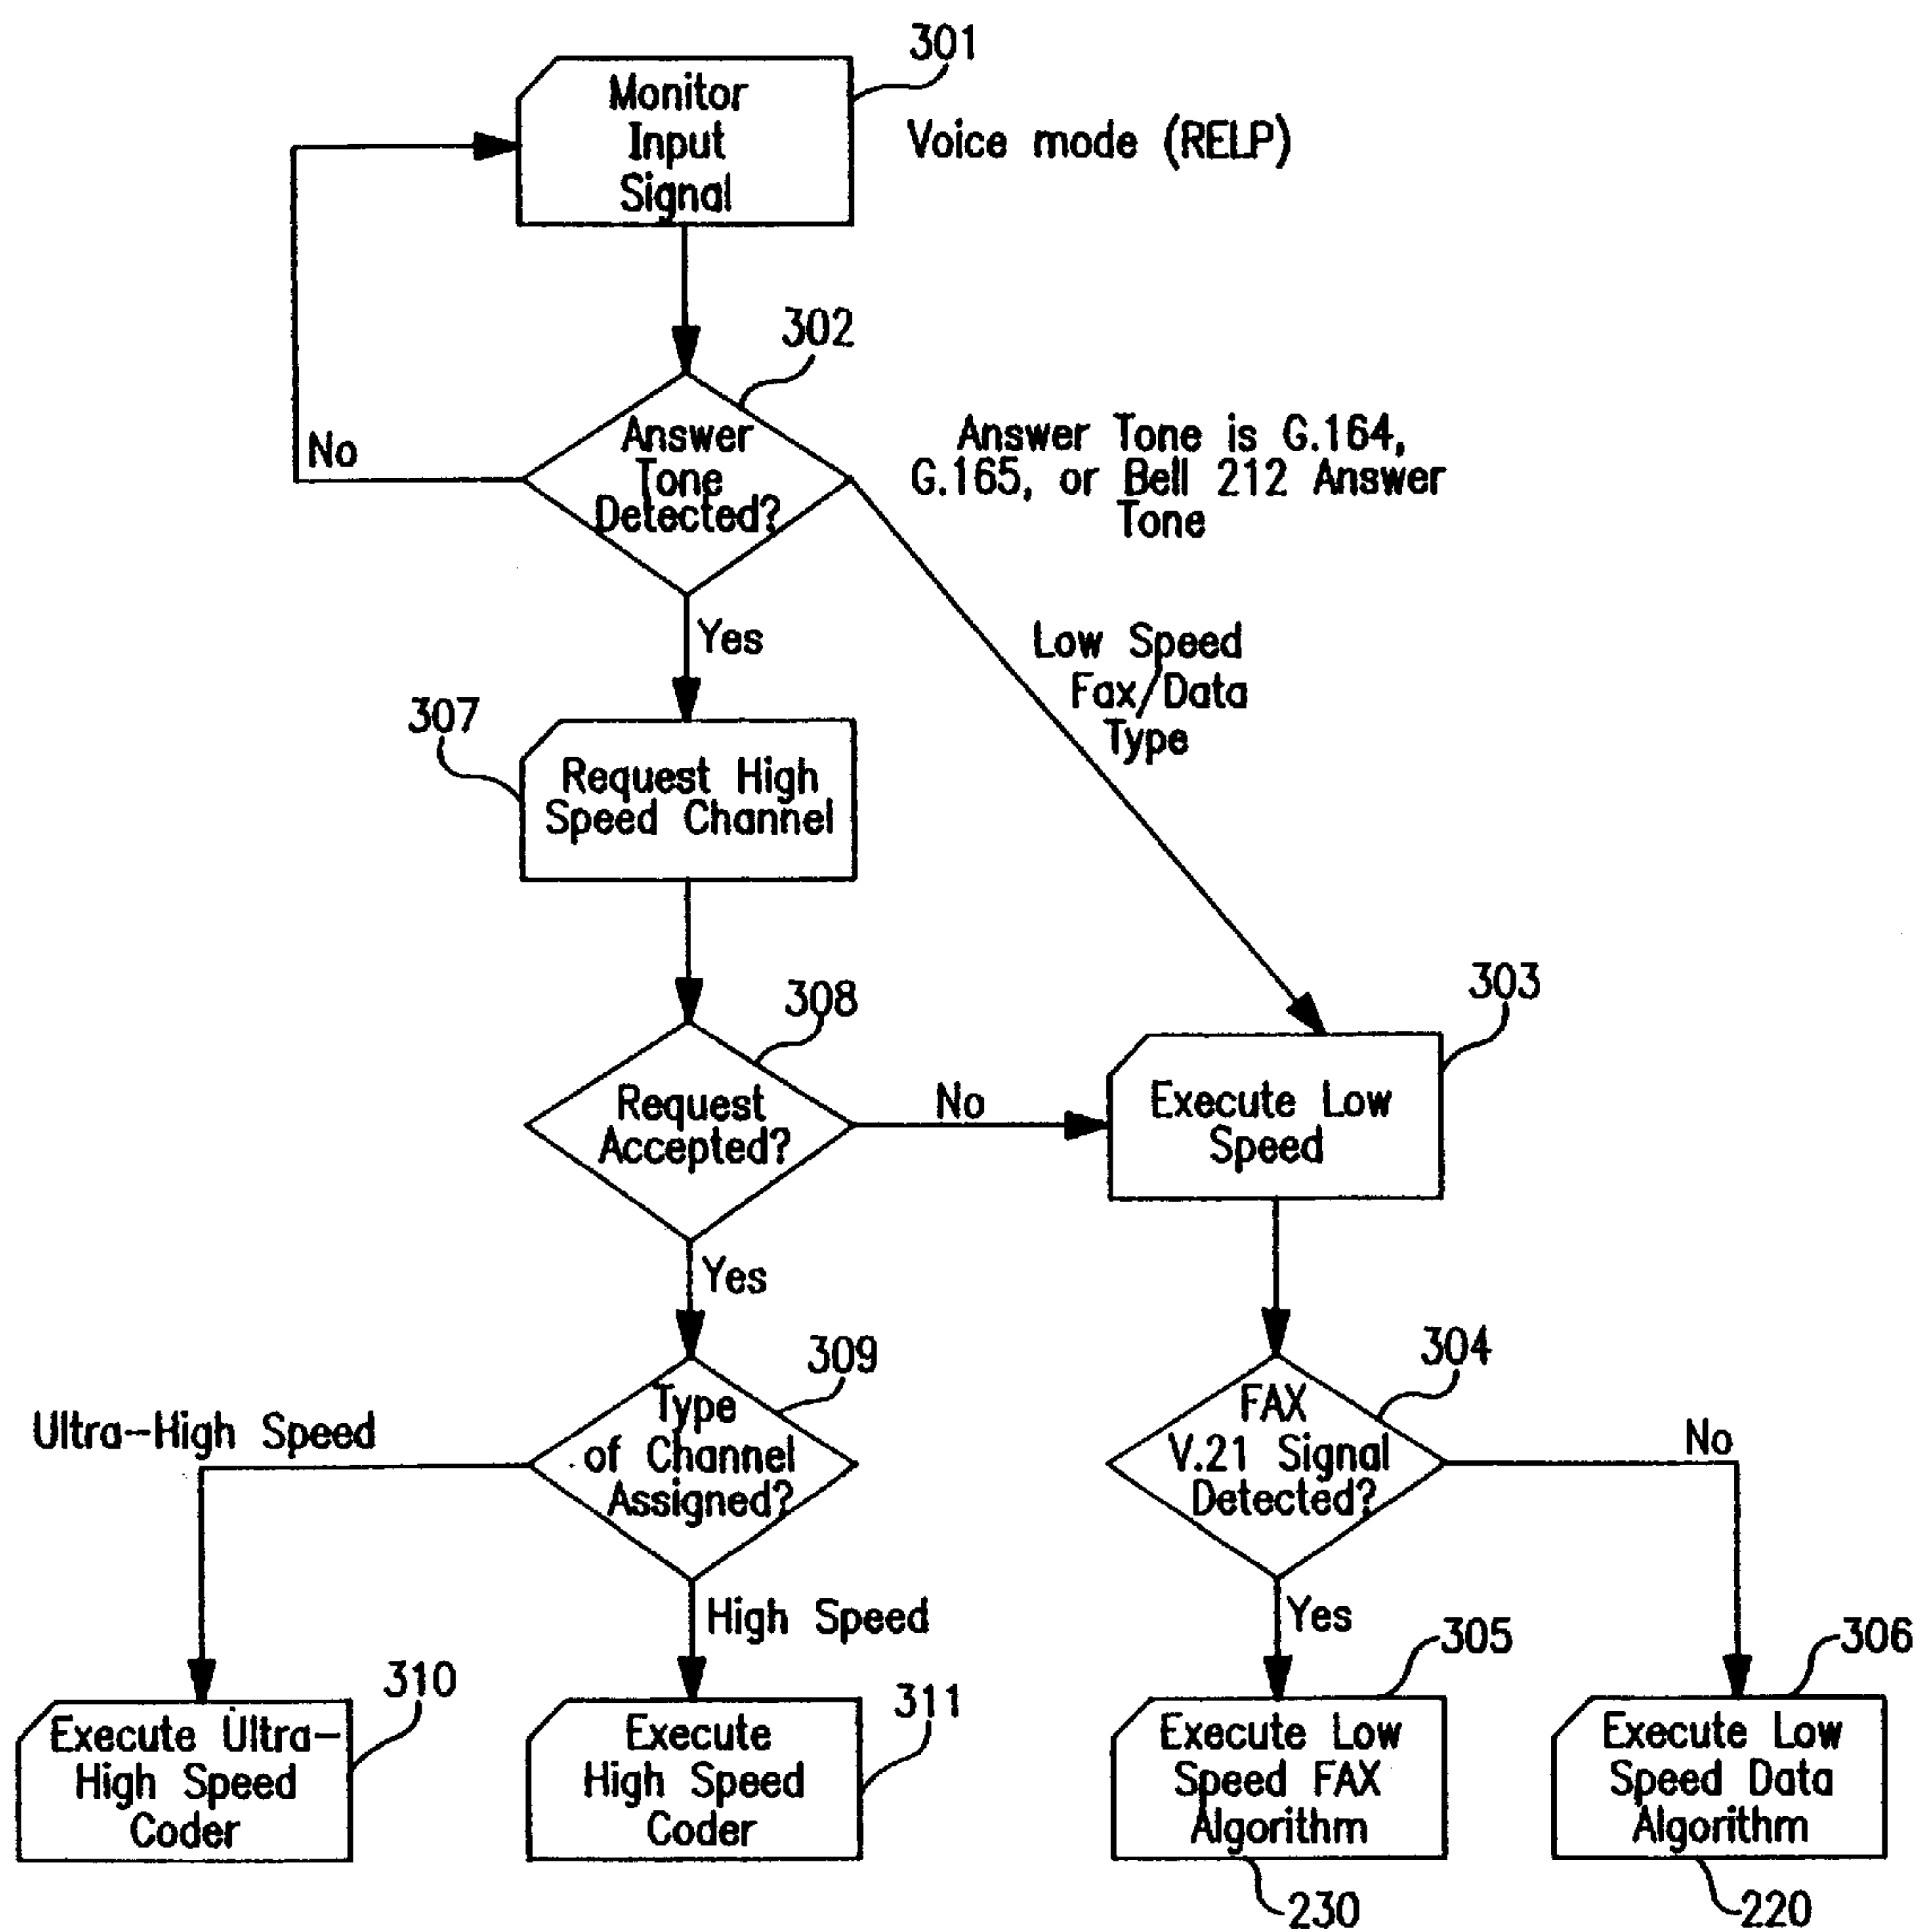 301
Monitor
Input
Signal
Voice mode (RELP)
302
Answer
Tone
Detected?
No
Answer Tone is G.164,
G.165, or Bell 212 Answer
Tone
Yes
Low Speed
Fax/Data
Type
307
Request High
Speed Channel
308
Request
Accepted?
No
303
Execute Low
Speed
Yes
309
Type
of Channel
Assigned?
Ultra-High Speed
304
FAX
V.21 Signal
Detected?
No
High Speed
Yes
310
Execute Ultra-
High Speed
Coder
311
Execute
High Speed
Coder
305
Execute Low
Speed FAX
Algorithm
230
306
Execute Low
Speed Data
Algorithm
220